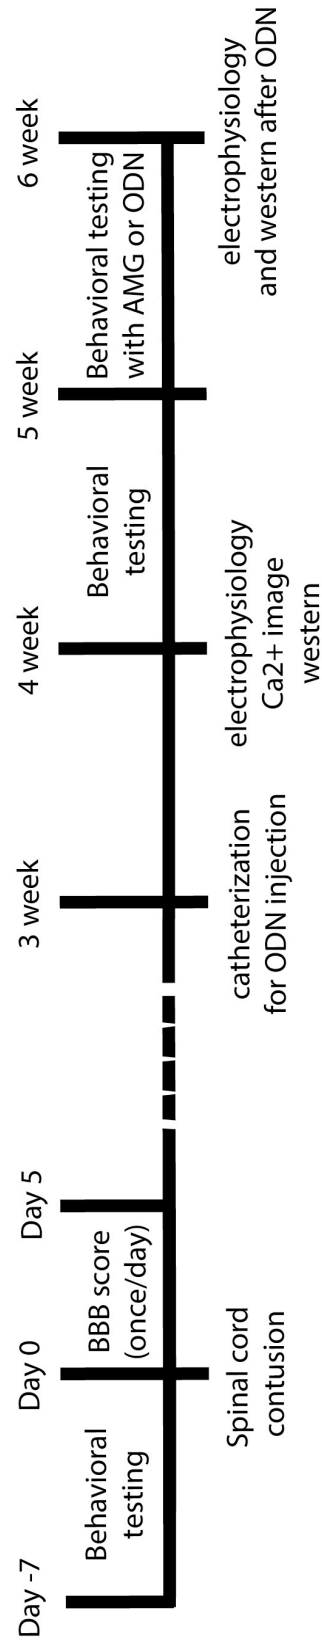 Day -7
Day 0
Day 5
3 week
4 week
5 week
6 week
Behavioral
testing
BBB score
(once/day)
Behavioral
testing
Behavioral testing
with AMG or ODN
Spinal cord
contusion
catheterization
for ODN injection
electrophysiology
Ca2+ image
western
electrophysiology
and western after ODN